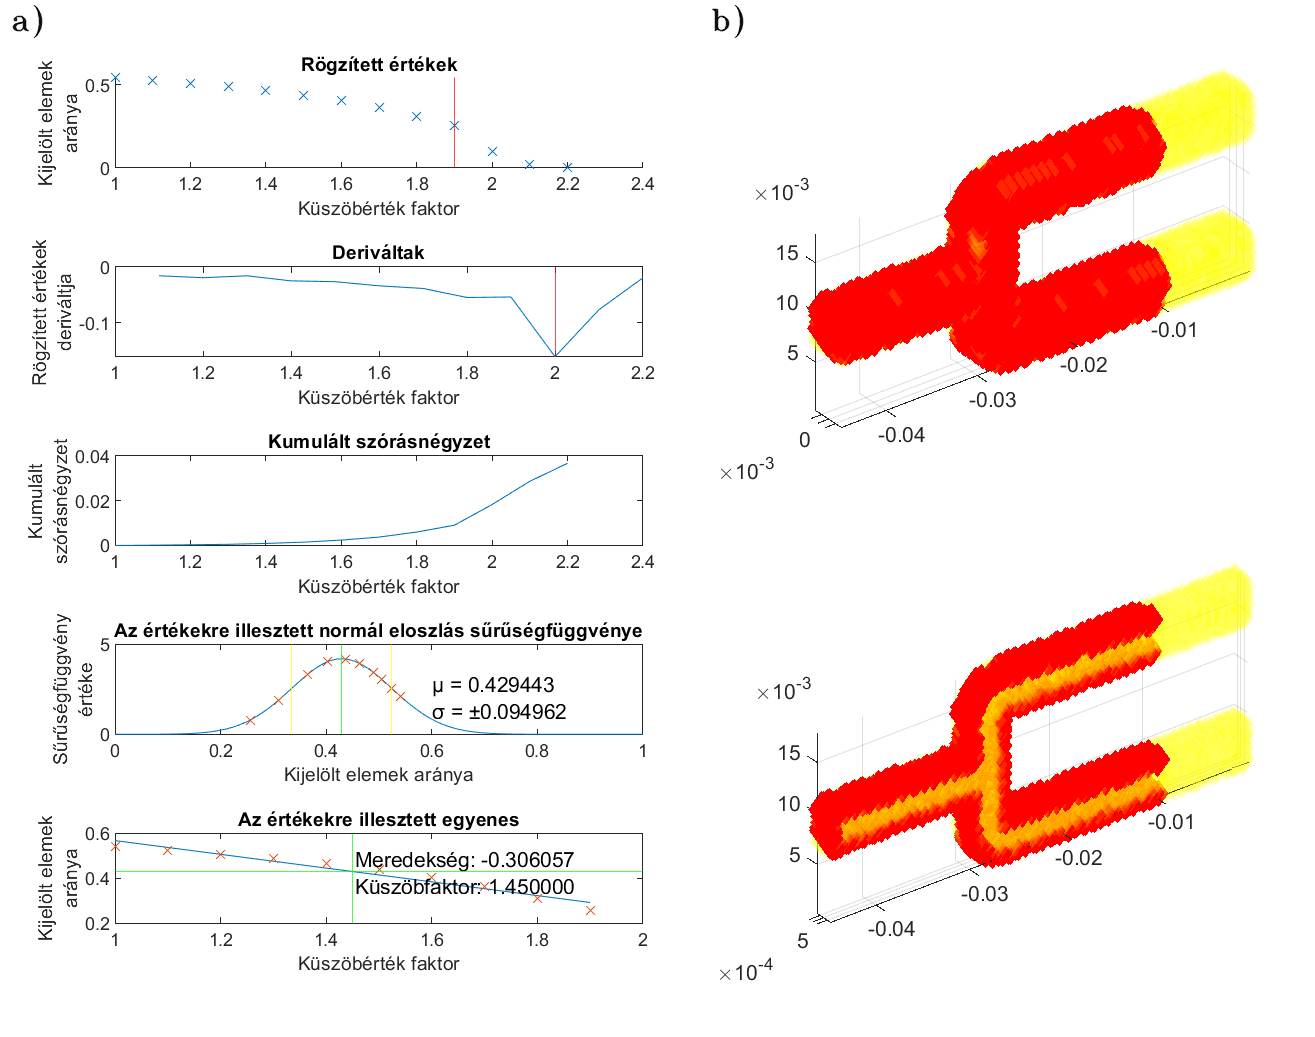 a)
Rögzített értékek
Kijelölt elemek
aránya
0.5
0
1 1.2 1.4 1.6 1.8 2 2.2 2.4
Küszöbérték faktor
Deriváltak
Rögzített értékek
deriváltja
0
-0.1
1 1.2 1.4 1.6 1.8 2 2.2
Küszöbérték faktor
Kumulált szórásnégyzet
Kumulált
szórásnégyzet
0.04
0.02
0
1 1.2 1.4 1.6 1.8 2 2.2 2.4
Küszöbérték faktor
Az értékekre illesztett normál eloszlás sűrűségfüggvénye
Sűrűségfüggvény
értéke
5
0
μ = 0.429443
σ = ±0.094962
0 0.2 0.4 0.6 0.8 1
Kijelölt elemek aránya
Az értékekre illesztett egyenes
Kijelölt elemek
aránya
0.6
0.4
0.2
Meredekség: -0.306057
Küszöbfaktor: 1.450000
1 1.2 1.4 1.6 1.8 2
Küszöbérték faktor
b)
×10-3
15
10
5
0
-0.04
-0.03
-0.02
-0.01
×10-3
×10-3
15
10
5
5
-0.04
-0.03
-0.02
-0.01
×10-4